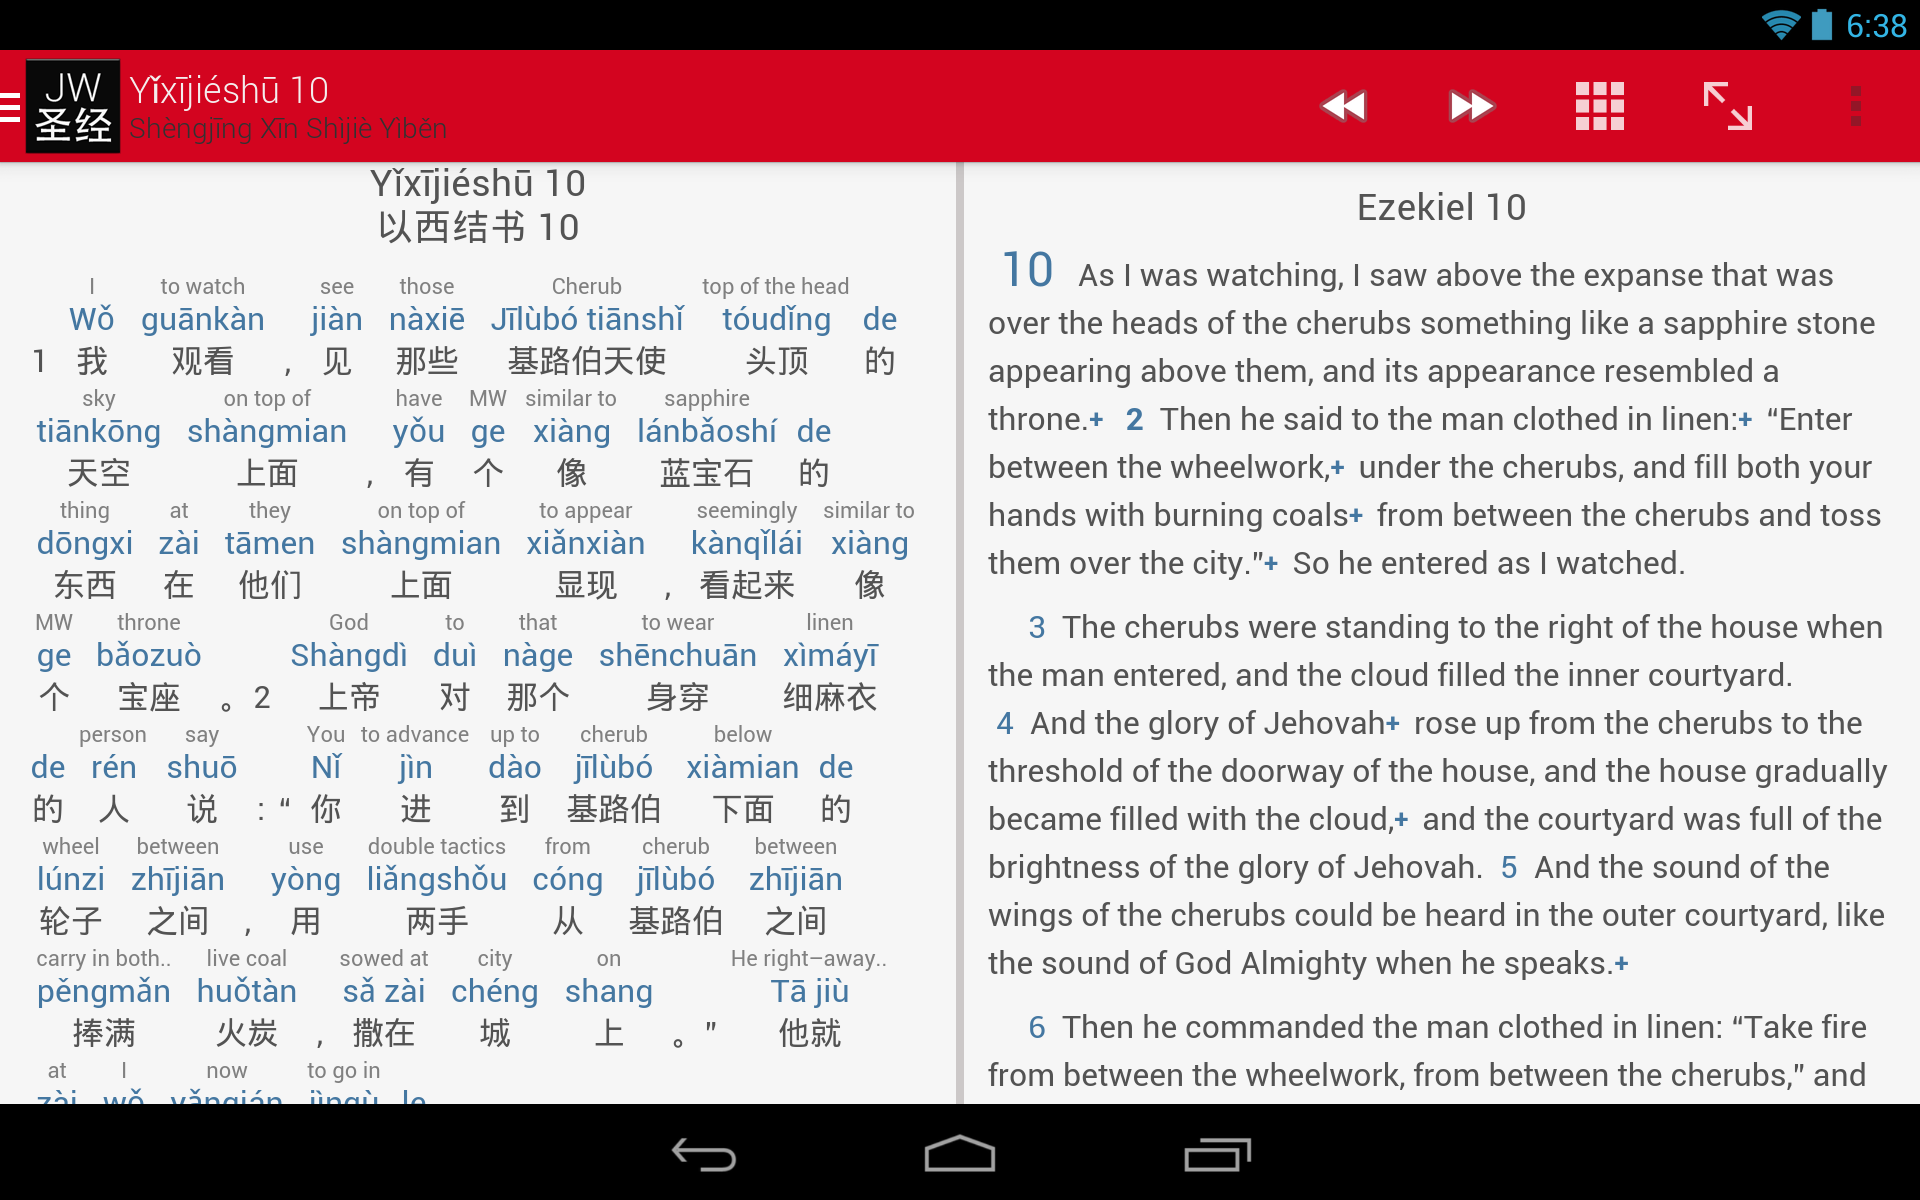 6:38
JW
圣经
Yǐxījiéshū 10
Shèngjīng Xīn Shìjiè Yìběn
Yǐxījiéshū 10
以西结书 10
I to watch see those Cherub top of the head
Wǒ guānkàn jiàn nàxiē Jīlùbó tiānshǐ tóudǐng de
1 我 观看 , 见 那些 基路伯天使 头顶 的
sky on top of have MW similar to sapphire
tiānkōng shàngmian yǒu ge xiàng lánbǎoshí de
天空 上面 , 有 个 像 蓝宝石 的
thing at they on top of to appear seemingly similar to
dōngxi zài tāmen shàngmian xiǎnxiàn kànqǐlái xiàng
东西 在 他们 上面 显现 , 看起来 像
MW throne God to that to wear linen
ge bǎozuò Shàngdì duì nàge shēnchuān xìmáyī
个 宝座 。2 上帝 对 那个 身穿 细麻衣
person say You to advance up to cherub below
de rén shuō Nǐ jìn dào jīlùbó xiàmian de
的 人 说 :“ 你 进 到 基路伯 下面 的
wheel between use double tactics from cherub between
lúnzi zhījiān yòng liǎngshǒu cóng jīlùbó zhījiān
轮子 之间 , 用 两手 从 基路伯 之间
carry in both.. live coal sowed at city on He right–away..
pěngmǎn huǒtàn sǎ zài chéng shang Tā jiù
捧满 火炭 , 撒在 城 上 。” 他就
at I now to go in
zài wǒ yǎnqián jìnqù le
Ezekiel 10
10 As I was watching, I saw above the expanse that was
over the heads of the cherubs something like a sapphire stone
appearing above them, and its appearance resembled a
throne.+ 2 Then he said to the man clothed in linen:+ “Enter
between the wheelwork,+ under the cherubs, and fill both your
hands with burning coals+ from between the cherubs and toss
them over the city.”+ So he entered as I watched.
3 The cherubs were standing to the right of the house when
the man entered, and the cloud filled the inner courtyard.
4 And the glory of Jehovah+ rose up from the cherubs to the
threshold of the doorway of the house, and the house gradually
became filled with the cloud,+ and the courtyard was full of the
brightness of the glory of Jehovah. 5 And the sound of the
wings of the cherubs could be heard in the outer courtyard, like
the sound of God Almighty when he speaks.+
6 Then he commanded the man clothed in linen: “Take fire
from between the wheelwork, from between the cherubs,” and